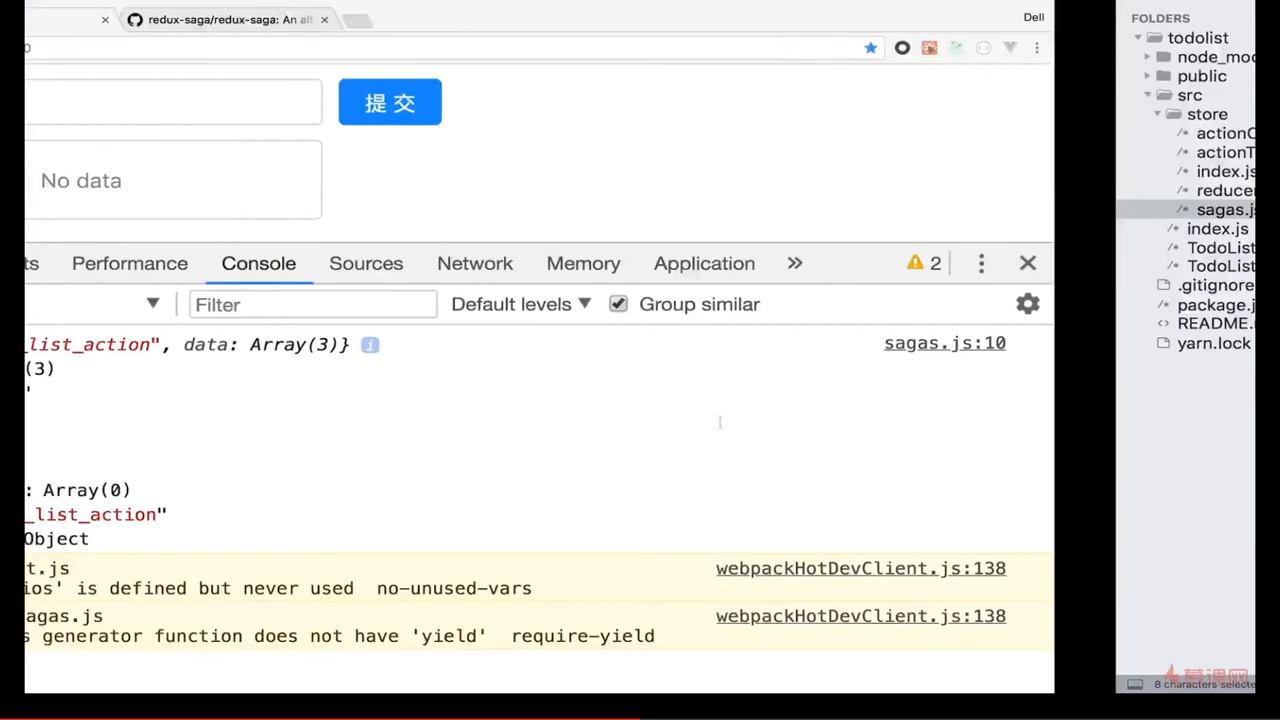 redux-saga/redux-saga: An alt
Dell
提 交
No data
ts Performance Console Sources Network Memory Application » 2
Filter Default levels ▼ Group similar
_list_action", data: Array(3)} i sagas.js:10
(3)
: Array(0)
_list_action"
Object
t.js webpackHotDevClient.js:138
ios' is defined but never used no-unused-vars
agas.js webpackHotDevClient.js:138
s generator function does not have 'yield' require-yield
FOLDERS
todolist
node_moc
public
src
store
actionC
actionT
index.js
reducer
sagas.js
index.js
TodoList
TodoList
.gitignore
package.j
README.
yarn.lock
慕课网
8 characters selecte